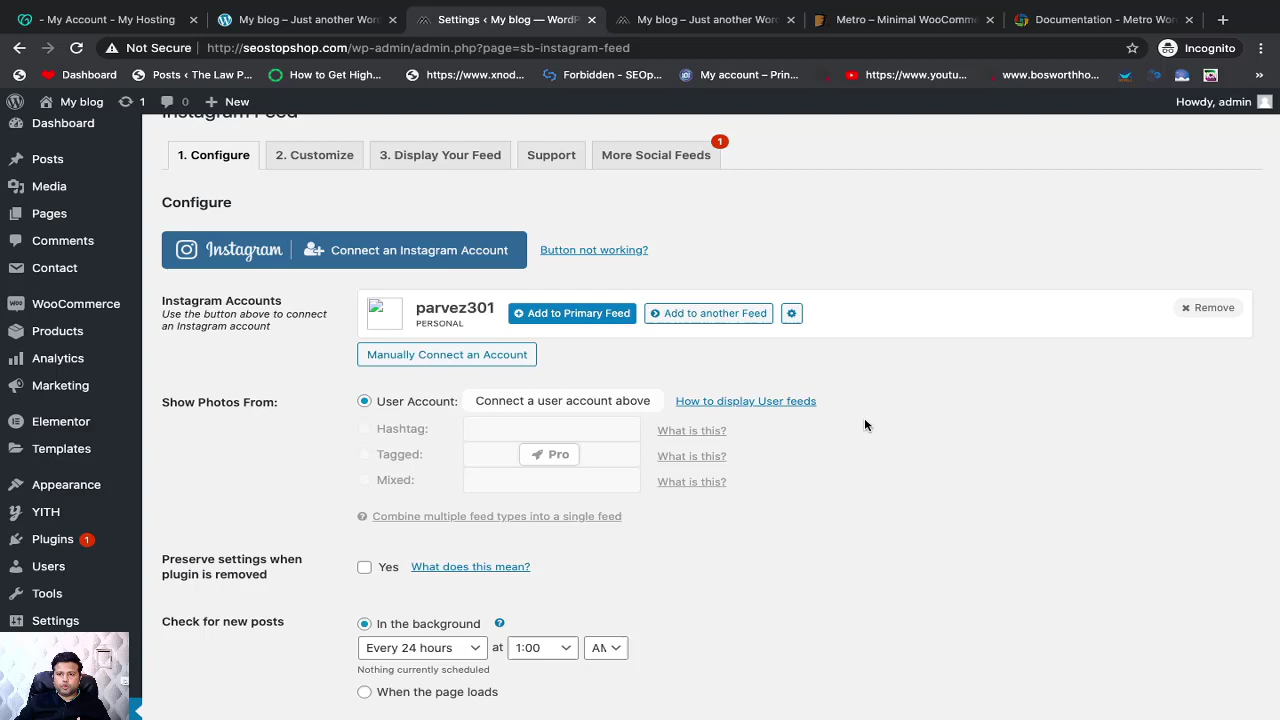 - My Account - My Hosting
My blog – Just another Wor
Settings ‹ My blog — WordP
My blog – Just another Wor
Metro – Minimal WooComme
Documentation - Metro Wor
Not Secure
http://seostopshop.com/wp-admin/admin.php?page=sb-instagram-feed
Incognito
Dashboard
Posts ‹ The Law P...
How to Get High...
https://www.xnod...
Forbidden - SEOp...
My account – Prin...
https://www.youtu...
www.bosworthho...
»
My blog
1
0
New
Howdy, admin
Instagram Feed
Dashboard
Posts
Media
Pages
Comments
Contact
WooCommerce
Products
Analytics
Marketing
Elementor
Templates
Appearance
YITH
Plugins 1
Users
Tools
Settings
1. Configure
2. Customize
3. Display Your Feed
Support
More Social Feeds
1
Configure
Instagram
Connect an Instagram Account
Button not working?
Instagram Accounts
Use the button above to connect
an Instagram account
parvez301
PERSONAL
Add to Primary Feed
Add to another Feed
Remove
Manually Connect an Account
Show Photos From:
User Account:
Connect a user account above
How to display User feeds
Hashtag:
What is this?
Tagged:
Pro
What is this?
Mixed:
What is this?
Combine multiple feed types into a single feed
Preserve settings when
plugin is removed
Yes
What does this mean?
Check for new posts
In the background
Every 24 hours
at
1:00
AM
Nothing currently scheduled
When the page loads